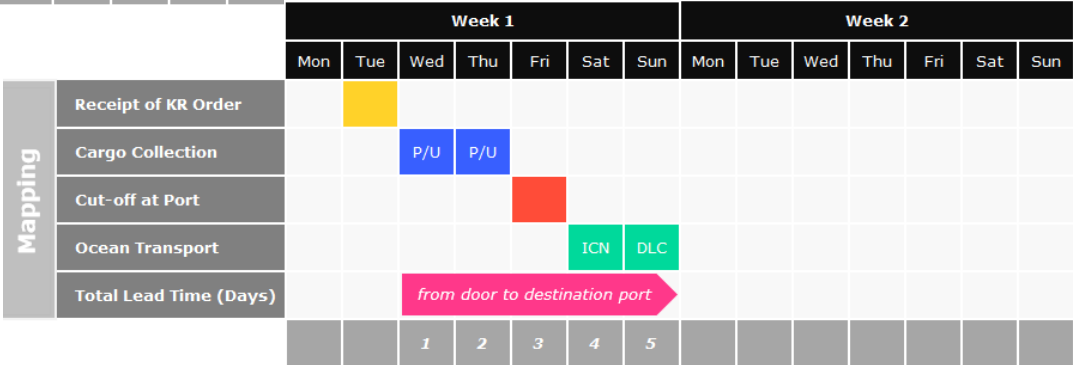 Week 1 Week 2
Mon Tue Wed Thu Fri Sat Sun Mon Tue Wed Thu Fri Sat Sun
Mapping
Receipt of KR Order
Cargo Collection P/U P/U
Cut-off at Port
Ocean Transport ICN DLC
Total Lead Time (Days) from door to destination port
1 2 3 4 5